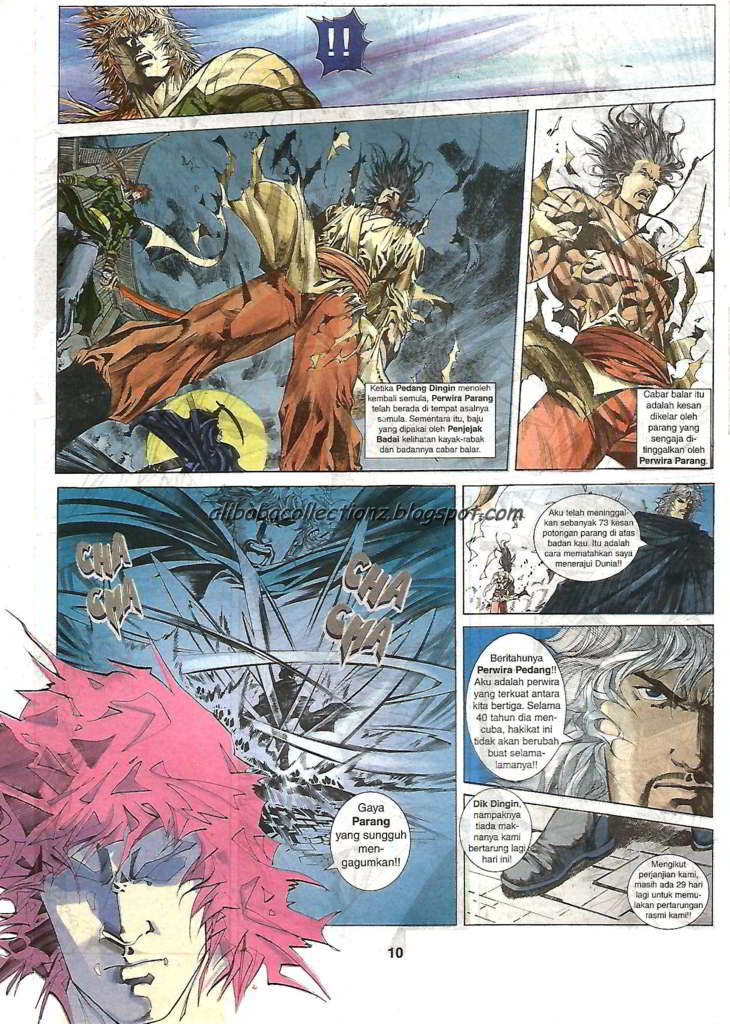 !!
Ketika Pedang Dingin menoleh
kembali semula, Perwira Parang
telah berada di tempat asalnya
semula. Sementara itu, baju
yang dipakai oleh Penjejak
Badai kelihatan kayak-rabak
dan badannya cabar balar.
Cabar balar itu
adalah kesan
dikelar oleh
parang yang
sengaja di-
tinggalkan oleh
Perwira Parang.
alibabacollectionz.blogspot.com
CHA
CHA
CHA
CHA
Gaya
Parang
yang sungguh
men-
gagumkan!!
Aku telah meninggal-
kan sebanyak 73 kesan
potongan parang di atas
badan kau. Itu adalah
cara mematahkan saya
menerajui Dunia!!
Beritahunya
Perwira Pedang!!
Aku adalah perwira
yang terkuat antara
kita bertiga. Selama
40 tahun dia men-
cuba, hakikat ini
tidak akan berubah
buat selama-
lamanya!!
Dik Dingin,
nampaknya
tiada mak-
nanya kami
bertarung lagi
hari ini!
Mengikut
perjanjian kami,
masih ada 29 hari
lagi untuk memu-
lakan pertarungan
rasmi kami!!
10